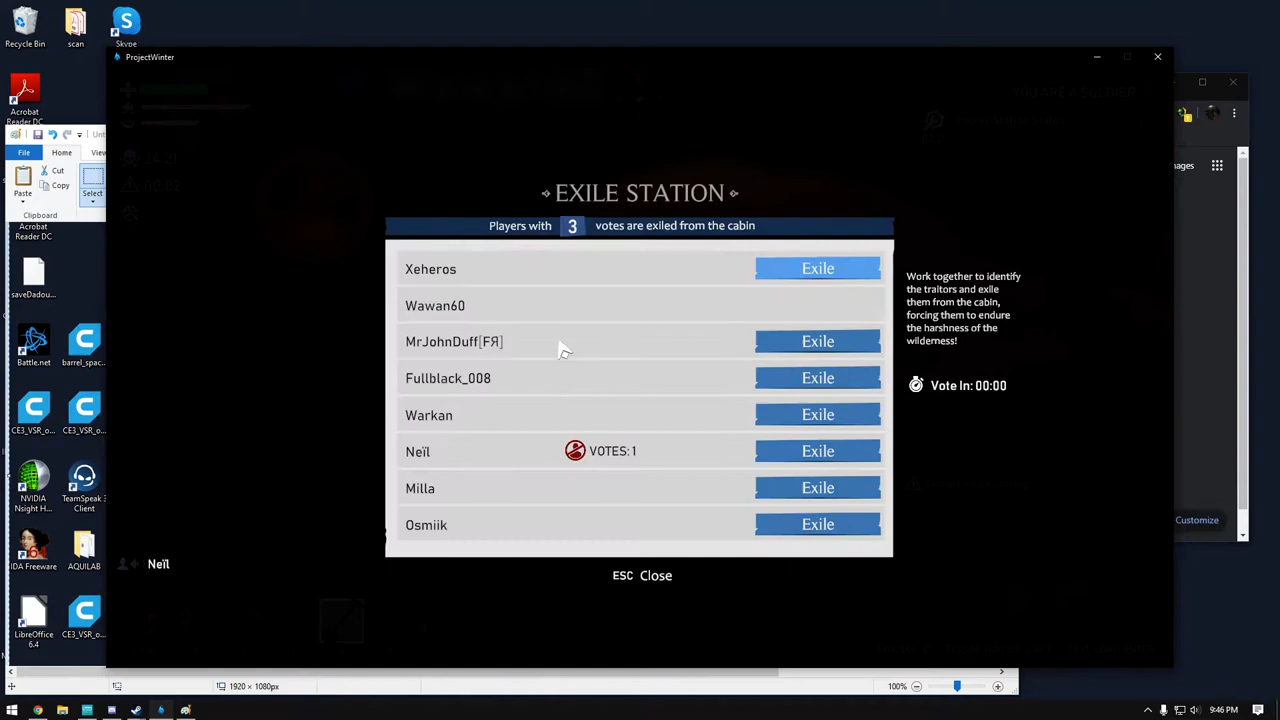 Recycle Bin
scan
Skype
ProjectWinter
Acrobat
Reader DC
File
Home
Cut
Copy
Paste
Select
Clipboard
24:21
00:02
EXILE STATION
Players with 3 votes are exiled from the cabin
Xeheros Exile
Wawan60
MrJohnDuff[FЯ] Exile
Fullblack_008 Exile
Warkan Exile
Neïl VOTES:1 Exile
Milla Exile
Osmiik Exile
Work together to identify
the traitors and exile
them from the cabin,
forcing them to endure
the harshness of the
wilderness!
Vote In: 00:00
ESC Close
Neïl
Acrobat
Reader DC
saveDadou...
Battle.net
barrel_spac...
CE3_VSR_o...
CE3_VSR_o...
NVIDIA
Nsight H...
TeamSpeak 3
Client
IDA Freeware
AQUILAB
LibreOffice
6.4
CE3_VSR_o...
Customize
1920 × 1080px
100%
9:46 PM